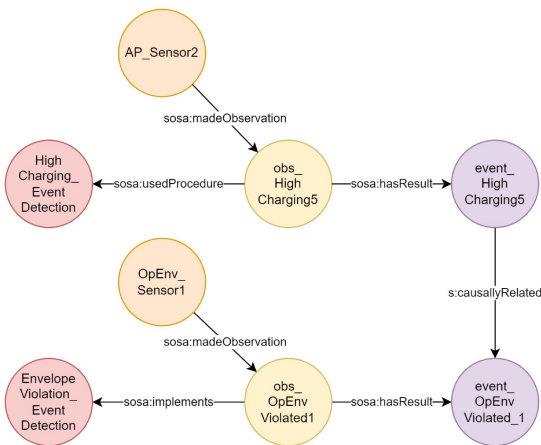 AP_Sensor2
sosa:madeObservation
High
Charging_
Event
Detection
sosa:usedProcedure
obs_
High
Charging5
sosa:hasResult
event_
High
Charging5
OpEnv_
Sensor1
s:causallyRelated
sosa:madeObservation
Envelope
Violation_
Event
Detection
sosa:implements
obs_
OpEnv
Violated1
sosa:hasResult
event_
OpEnv
Violated_1